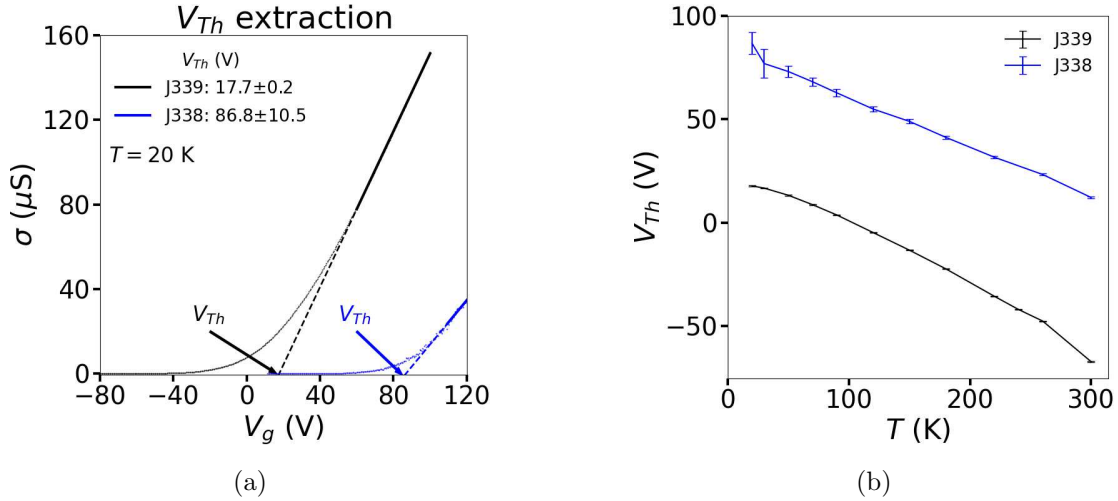 V_Th extraction
160
120
80
40
0
σ (μS)
V_Th (V)
J339: 17.7±0.2
J338: 86.8±10.5
T = 20 K
V_Th
V_Th
−80
−40
0
40
80
120
V_g (V)
(a)
100
50
0
−50
V_Th (V)
J339
J338
0
100
200
300
T (K)
(b)